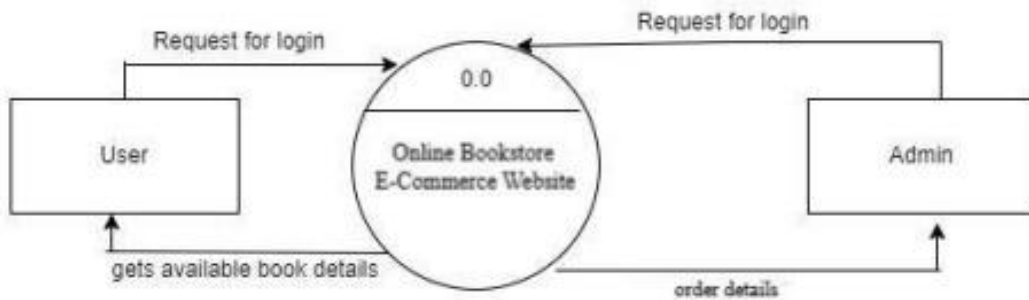 Request for login
Request for login
0.0
User
Online Bookstore
E-Commerce Website
Admin
gets available book details
order details